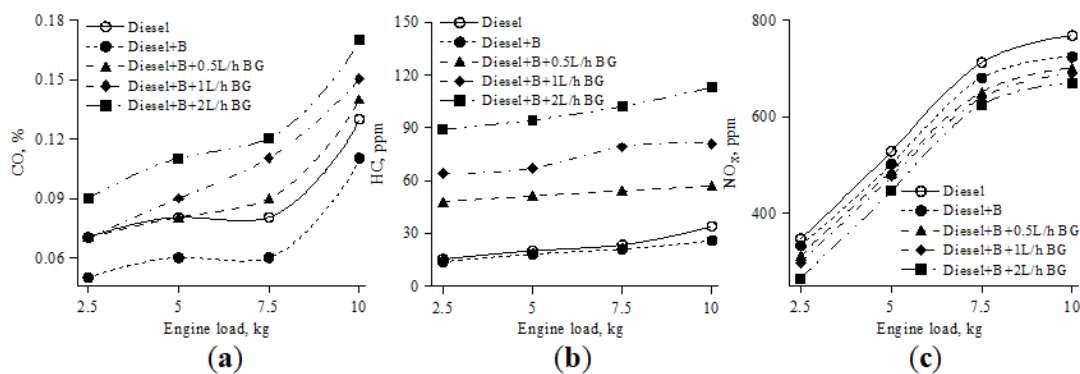 0.18
0.15
0.12
0.09
0.06
CO, %
Diesel
Diesel+B
Diesel+B+0.5L/h BG
Diesel+B+1L/h BG
Diesel+B+2L/h BG
2.5
5
7.5
10
Engine load, kg
(a)
150
120
90
60
30
0
HC, ppm
Diesel
Diesel+B
Diesel+B+0.5L/h BG
Diesel+B+1L/h BG
Diesel+B+2L/h BG
2.5
5
7.5
10
Engine load, kg
(b)
800
600
400
NOX, ppm
Diesel
Diesel+B
Diesel+B+0.5L/h BG
Diesel+B+1L/h BG
Diesel+B+2L/h BG
2.5
5
7.5
10
Engine load, kg
(c)